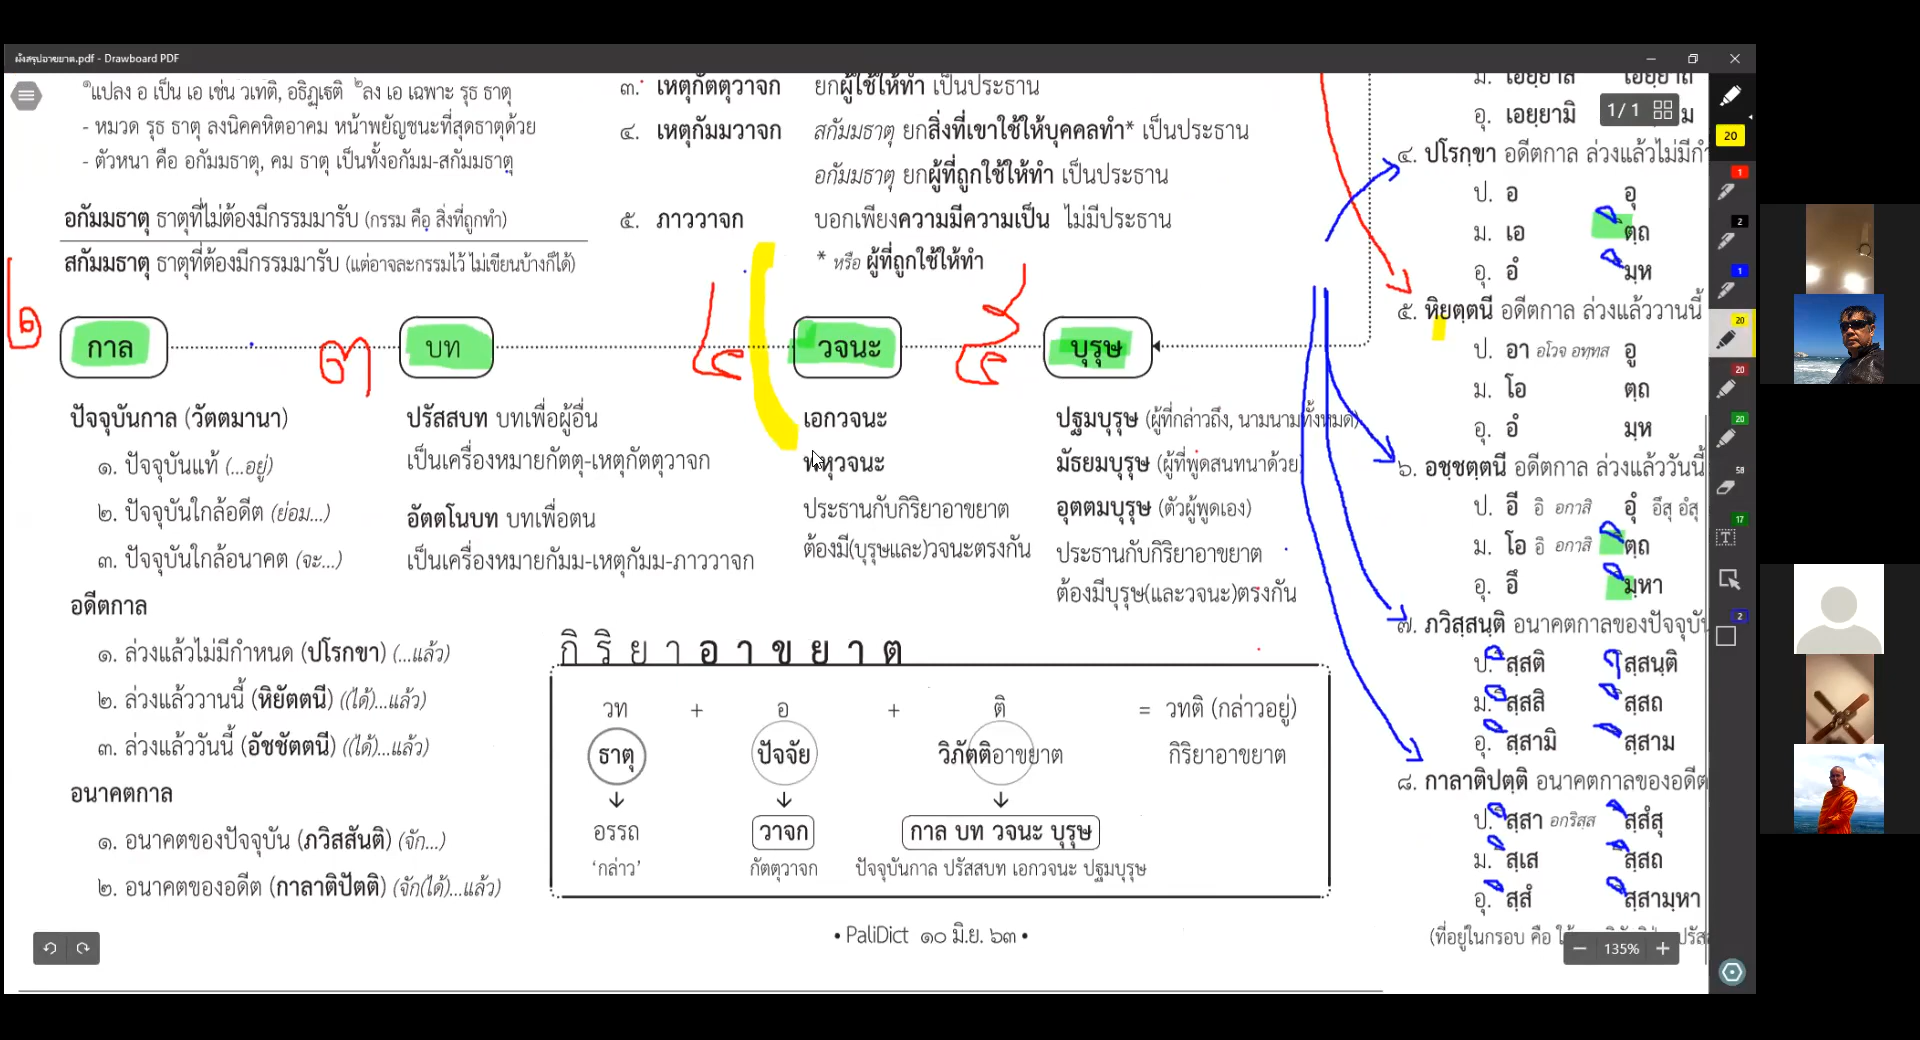 ผังสรุปอาขยาต.pdf - Drawboard PDF
๑แปลง อ เป็น เอ เช่น วเทติ, อธิฏฺเฐติ ๒ลง เอ เฉพาะ รุธ ธาตุ
- หมวด รุธ ธาตุ ลงนิคคหิตอาคม หน้าพยัญชนะที่สุดธาตุด้วย
- ตัวหนา คือ อกัมมธาตุ, คม ธาตุ เป็นทั้งอกัมม-สกัมมธาตุ
อกัมมธาตุ ธาตุที่ไม่ต้องมีกรรมมารับ (กรรม คือ สิ่งที่ถูกทำ)
สกัมมธาตุ ธาตุที่ต้องมีกรรมมารับ (แต่อาจละกรรมไว้ ไม่เขียนบ้างก็ได้)
๓. เหตุกัตตุวาจก ยกผู้ใช้ให้ทำ เป็นประธาน
๔. เหตุกัมมวาจก สกัมมธาตุ ยกสิ่งที่เขาใช้ให้บุคคลทำ* เป็นประธาน
อกัมมธาตุ ยกผู้ที่ถูกใช้ให้ทำ เป็นประธาน
๕. ภาววาจก บอกเพียงความมีความเป็น ไม่มีประธาน
* หรือ ผู้ที่ถูกใช้ให้ทำ
๒ กาล ๓ บท ๔ วจนะ ๕ บุรุษ
ปัจจุบันกาล (วัตตมานา)
๑. ปัจจุบันแท้ (...อยู่)
๒. ปัจจุบันใกล้อดีต (ย่อม...)
๓. ปัจจุบันใกล้อนาคต (จะ...)
อดีตกาล
๑. ล่วงแล้วไม่มีกำหนด (ปโรกขา) (...แล้ว)
๒. ล่วงแล้ววานนี้ (หิยัตตนี) ((ได้)...แล้ว)
๓. ล่วงแล้ววันนี้ (อัชชัตตนี) ((ได้)...แล้ว)
อนาคตกาล
๑. อนาคตของปัจจุบัน (ภวิสสันติ) (จัก...)
๒. อนาคตของอดีต (กาลาติปัตติ) (จัก(ได้)...แล้ว)
ปรัสสบท บทเพื่อผู้อื่น
เป็นเครื่องหมายกัตตุ-เหตุกัตตุวาจก
อัตตโนบท บทเพื่อตน
เป็นเครื่องหมายกัมม-เหตุกัมม-ภาววาจก
เอกวจนะ
พหุวจนะ
ประธานกับกิริยาอาขยาต
ต้องมี(บุรุษและ)วจนะตรงกัน
ปฐมบุรุษ (ผู้ที่กล่าวถึง, นามนามทั้งหมด)
มัธยมบุรุษ (ผู้ที่พูดสนทนาด้วย)
อุตตมบุรุษ (ตัวผู้พูดเอง)
ประธานกับกิริยาอาขยาต
ต้องมีบุรุษ(และวจนะ)ตรงกัน
กิริยาอาขยาต
วท + อ + ติ = วทติ (กล่าวอยู่)
ธาตุ ปัจจัย วิภัตติอาขยาต กิริยาอาขยาต
อรรถ วาจก กาล บท วจนะ บุรุษ
‘กล่าว’ กัตตุวาจก ปัจจุบันกาล ปรัสสบท เอกวจนะ ปฐมบุรุษ
• PaliDict ๑๐ มิ.ย. ๖๓ •
ม. เอยฺยาสิ เอยฺยาถ
อุ. เอยฺยามิ ม
1/1
๔. ปโรกฺขา อดีตกาล ล่วงแล้วไม่มีกำ
ป. อ อุ
ม. เอ ตฺถ
อุ. อํ มฺห
๕. หิยตฺตนี อดีตกาล ล่วงแล้ววานนี้
ป. อา อโวจ อทฺทส อู
ม. โอ ตฺถ
อุ. อํ มฺห
๖. อชฺชตฺตนี อดีตกาล ล่วงแล้ววันนี้
ป. อี อิ อกาสิ อุํ อึสุ อํสุ
ม. โอ อิ อกาสิ ตฺถ
อุ. อึ มฺหา
๗. ภวิสฺสนฺติ อนาคตกาลของปัจจุบั
ป. สฺสติ สฺสนฺติ
ม. สฺสสิ สฺสถ
อุ. สฺสามิ สฺสาม
๘. กาลาติปตฺติ อนาคตกาลของอดีต
ป. สฺสา อกริสฺส สฺสํสุ
ม. สฺเส สฺสถ
อุ. สฺสํ สฺสามฺหา
(ที่อยู่ในกรอบ คือ
135%
20
1
2
1
20
20
20
58
17
2